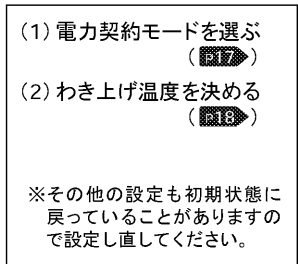 (1) 電力契約モードを選ぶ
(P17)
(2) わき上げ温度を決める
(P18)
※その他の設定も初期状態に
戻っていることがありますの
で設定し直してください。